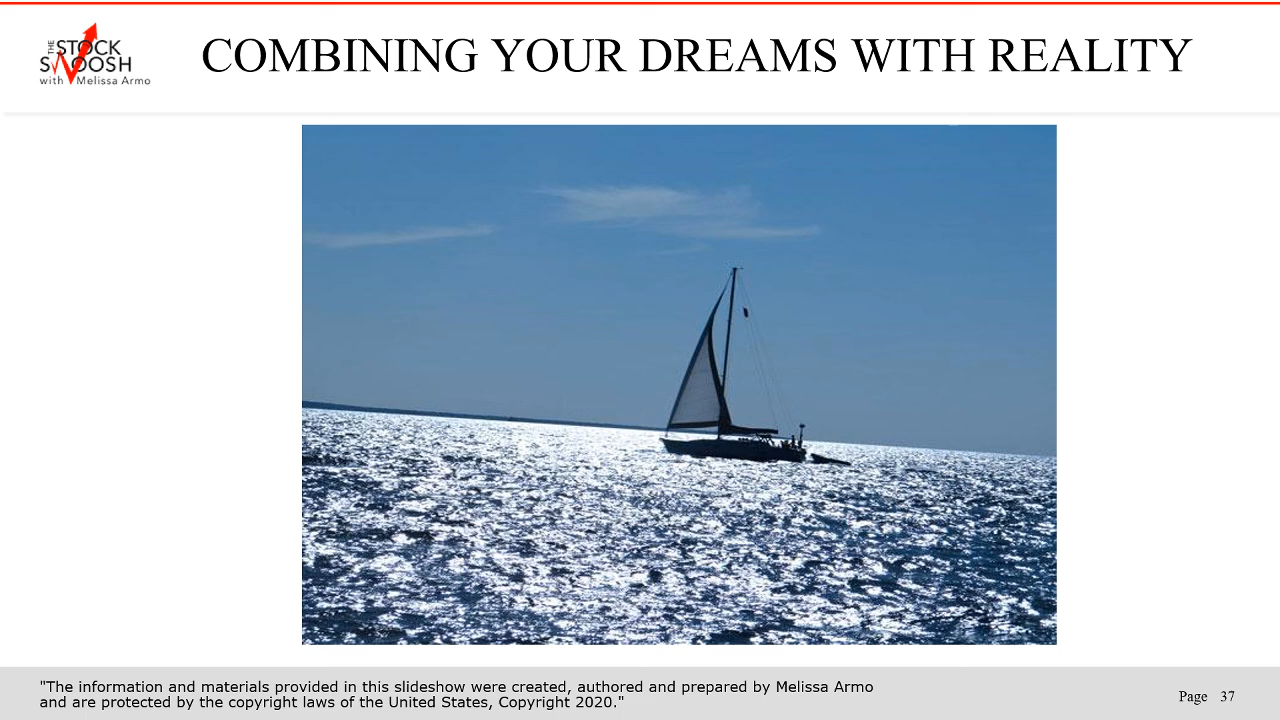 THE
STOCK
SWOOSH
with Melissa Armo
COMBINING YOUR DREAMS WITH REALITY
"The information and materials provided in this slideshow were created, authored and prepared by Melissa Armo
and are protected by the copyright laws of the United States, Copyright 2020."
Page 37